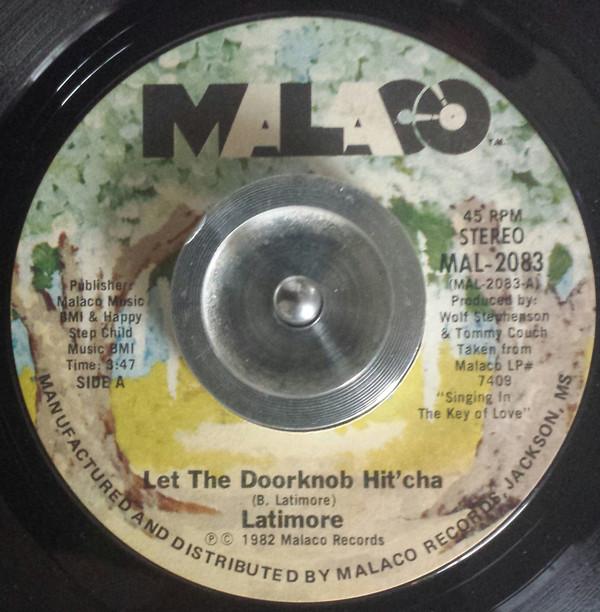 MALACO
T.M.
45 RPM
STEREO
MAL-2083
(MAL-2083-A)
Produced by:
Wolf Stephenson
& Tommy Couch
Taken from
Malaco LP#
7409
"Singing In
The Key of Love"
Publisher:
Malaco Music
BMI & Happy
Step Child
Music BMI
Time: 3:47
SIDE A
Let The Doorknob Hit'cha
(B. Latimore)
Latimore
℗ © 1982 Malaco Records
MANUFACTURED AND DISTRIBUTED BY MALACO RECORDS, JACKSON, MS